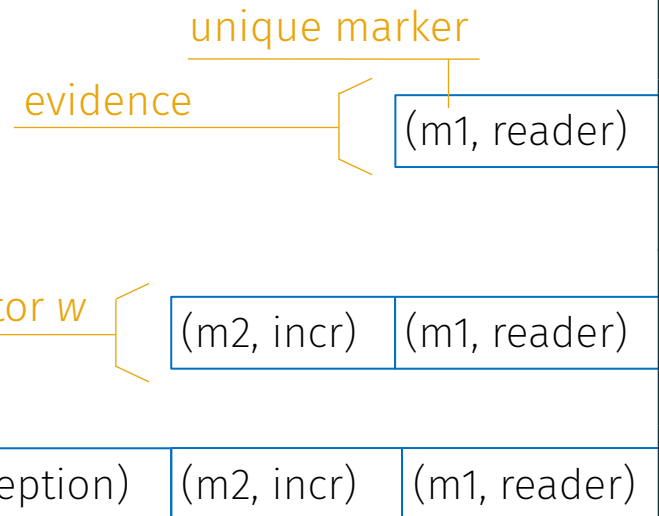 unique marker
evidence
(m1, reader)
tor w
(m2, incr) (m1, reader)
eption) (m2, incr) (m1, reader)